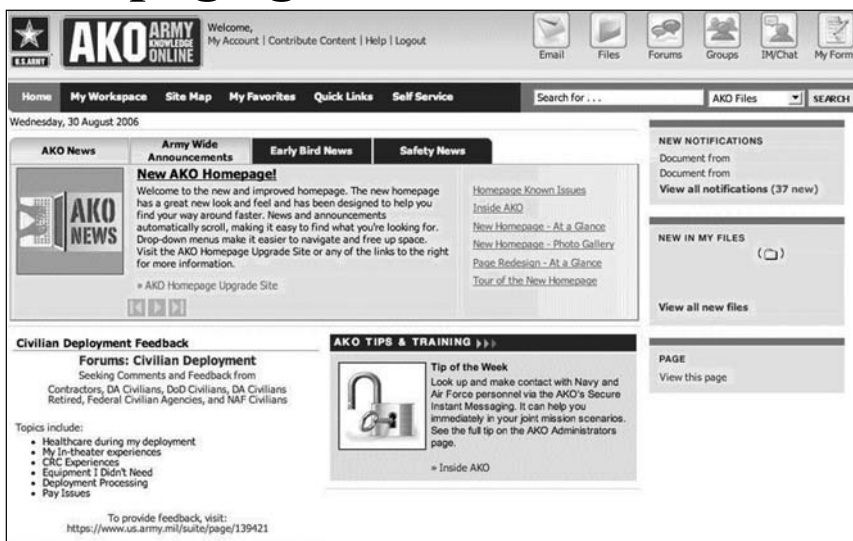 U.S. ARMY
AKO ARMY KNOWLEDGE ONLINE
Welcome,
My Account | Contribute Content | Help | Logout
Email Files Forums Groups IM/Chat My Form
Home My Workspace Site Map My Favorites Quick Links Self Service
Search for . . . AKO Files SEARCH
Wednesday, 30 August 2006
AKO News Army Wide Announcements Early Bird News Safety News
AKO NEWS
New AKO Homepage!
Welcome to the new and improved homepage. The new homepage
has a great new look and feel and has been designed to help you
find your way around faster. News and announcements
automatically scroll, making it easy to find what you're looking for.
Drop-down menus make it easier to navigate and free up space.
Visit the AKO Homepage Upgrade Site or any of the links to the right
for more information.
» AKO Homepage Upgrade Site
Homepage Known Issues
Inside AKO
New Homepage - At a Glance
New Homepage - Photo Gallery
Page Redesign - At a Glance
Tour of the New Homepage
NEW NOTIFICATIONS
Document from
Document from
View all notifications (37 new)
NEW IN MY FILES
View all new files
PAGE
View this page
Civilian Deployment Feedback
Forums: Civilian Deployment
Seeking Comments and Feedback from
Contractors, DA Civilians, DoD Civilians, DA Civilians
Retired, Federal Civilian Agencies, and NAF Civilians
Topics include:
• Healthcare during my deployment
• My In-theater experiences
• CRC Experiences
• Equipment I Didn't Need
• Deployment Processing
• Pay Issues
To provide feedback, visit:
https://www.us.army.mil/suite/page/139421
AKO TIPS & TRAINING
Tip of the Week
Look up and make contact with Navy and
Air Force personnel via the AKO's Secure
Instant Messaging. It can help you
immediately in your joint mission scenarios.
See the full tip on the AKO Administrators
page.
» Inside AKO